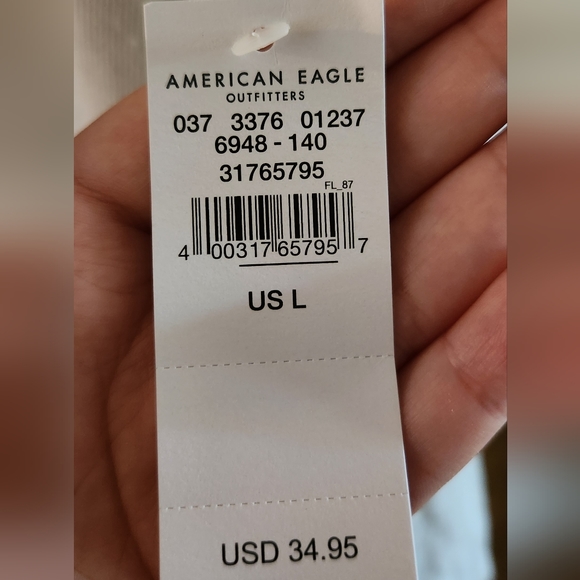 AMERICAN EAGLE
OUTFITTERS
037 3376 01237
6948 - 140
31765795
FL_87
4 00317 65795 7
US L
USD 34.95